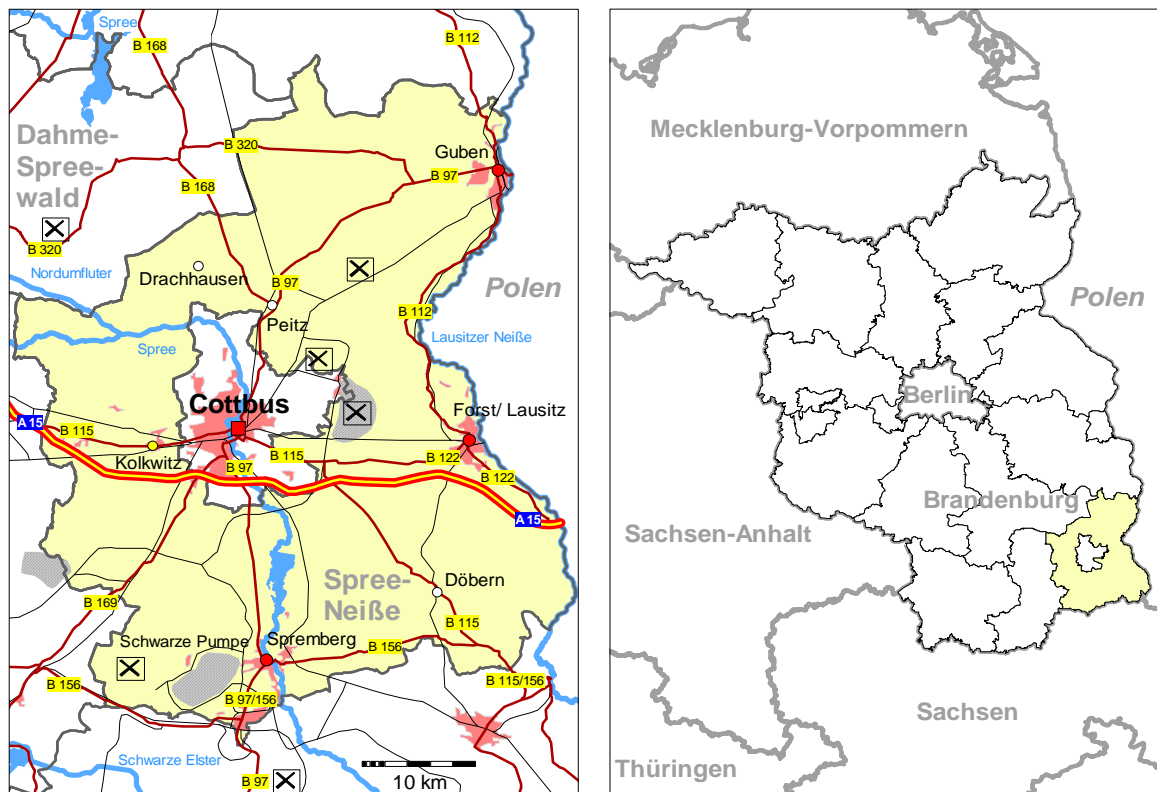 Spree
B 168
B 112
Dahme-
Spree-
wald
B 320
Guben
B 97
B 168
B 320
Nordumfluter
Drachhausen
B 97
Polen
Peitz
B 112
Lausitzer Neiße
Spree
Cottbus
Forst/ Lausitz
A 15
B 115
Kolkwitz
B 97
B 115
B 122
B 122
A 15
Spree-
Neiße
Döbern
B 169
B 115
Schwarze Pumpe
Spremberg
B 156
B 156
B 97/156
B 115/156
Schwarze Elster
B 97
10 km
Mecklenburg-Vorpommern
Polen
Berlin
Brandenburg
Sachsen-Anhalt
Sachsen
Thüringen